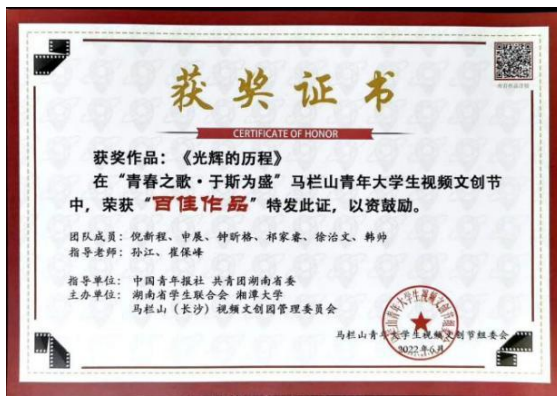 获奖证书
CERTIFICATE OF HONOR
获奖作品：《光辉的历程》
在“青春之歌·于斯为盛”马栏山青年大学生视频文创节
中，荣获“百佳作品”特发此证，以资鼓励。
团队成员：倪新程、申展、钟昕格、祁家睿、徐治文、韩帅
指导老师：孙江、崔保峰
指导单位：中国青年报社 共青团湖南省委
主办单位：湖南省学生联合会 湘潭大学
马栏山（长沙）视频文创园管理委员会
马栏山青年大学生视频文创节组委会
2022年6月